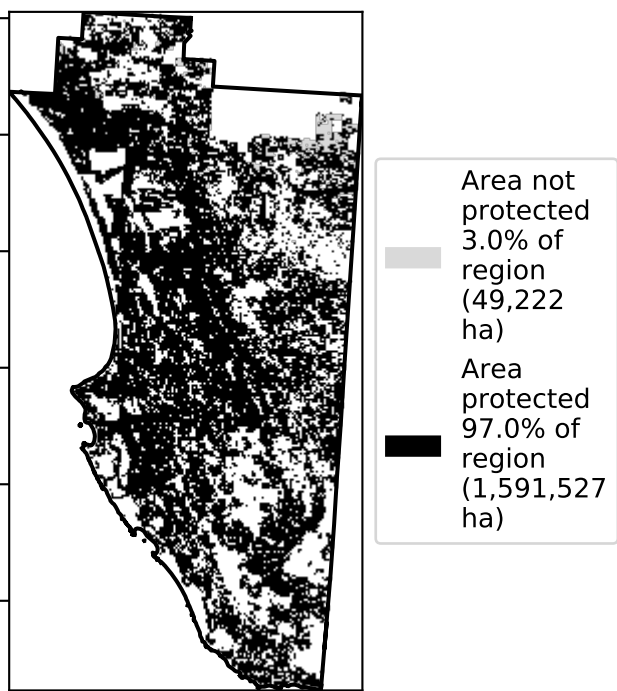 Area not
protected
3.0% of
region
(49,222
ha)
Area
protected
97.0% of
region
(1,591,527
ha)